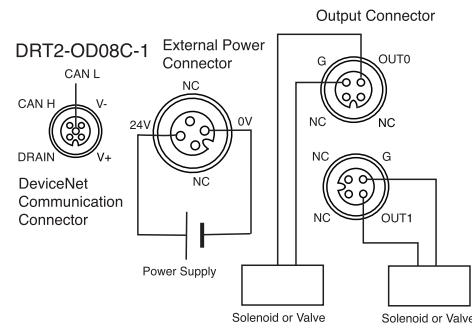 Output Connector
DRT2-OD08C-1
External Power
Connector
CAN L
NC
G
OUT0
CAN H
V-
24V
0V
NC
NC
DRAIN
V+
NC
G
NC
DeviceNet
Communication
Connector
NC
OUT1
Power Supply
Solenoid or Valve
Solenoid or Valve